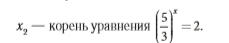 x₂ — корень уравнения (5/3)ˣ = 2.